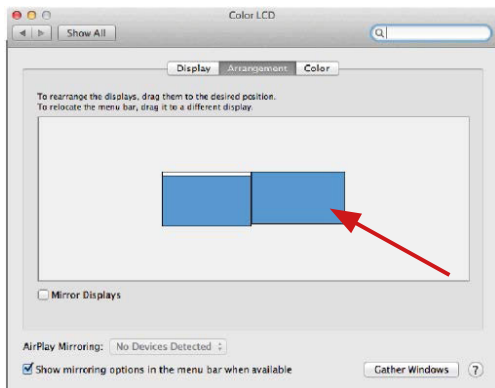 Color LCD
Show All
Display Arrangement Color
To rearrange the displays, drag them to the desired position.
To relocate the menu bar, drag it to a different display.
Mirror Displays
AirPlay Mirroring: No Devices Detected
Show mirroring options in the menu bar when available
Gather Windows ?